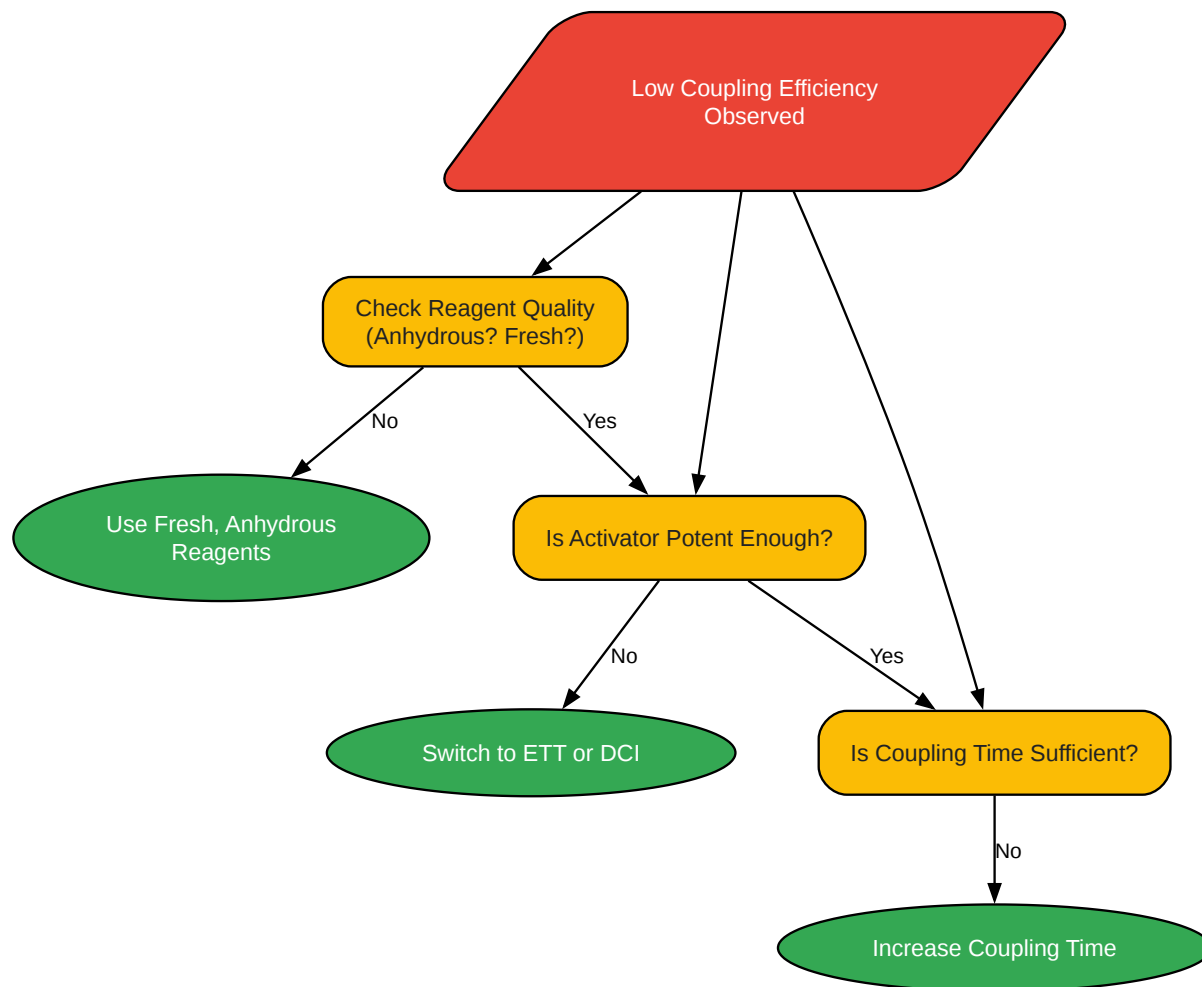 Low Coupling Efficiency
Observed
Check Reagent Quality
(Anhydrous? Fresh?)
No
Yes
Use Fresh, Anhydrous
Reagents
Is Activator Potent Enough?
No
Yes
Switch to ETT or DCI
Is Coupling Time Sufficient?
No
Increase Coupling Time